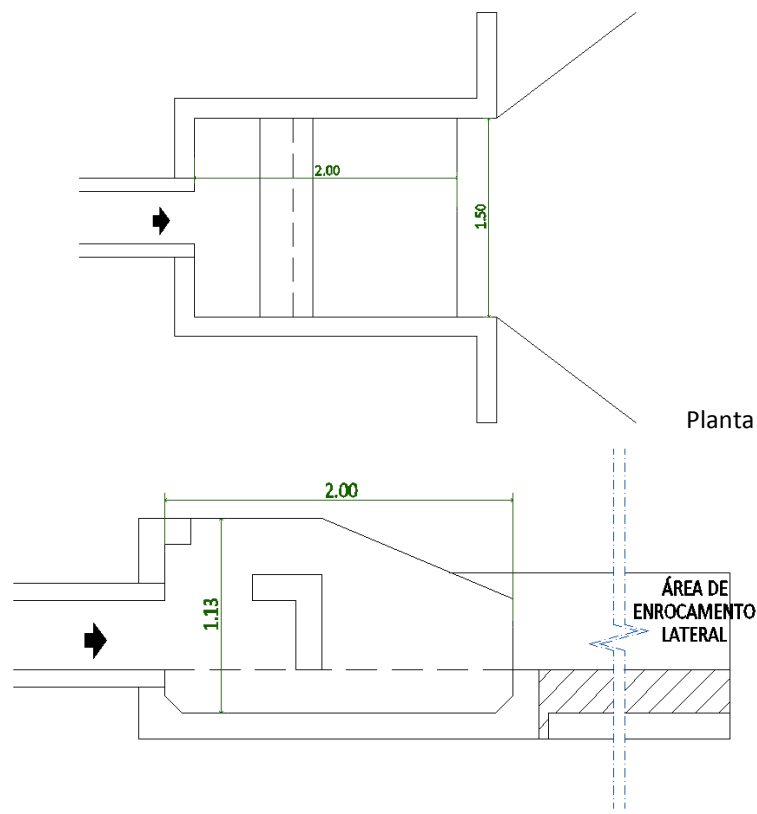 2.00
1.50
Planta
2.00
1.13
ÁREA DE
ENROCAMENTO
LATERAL